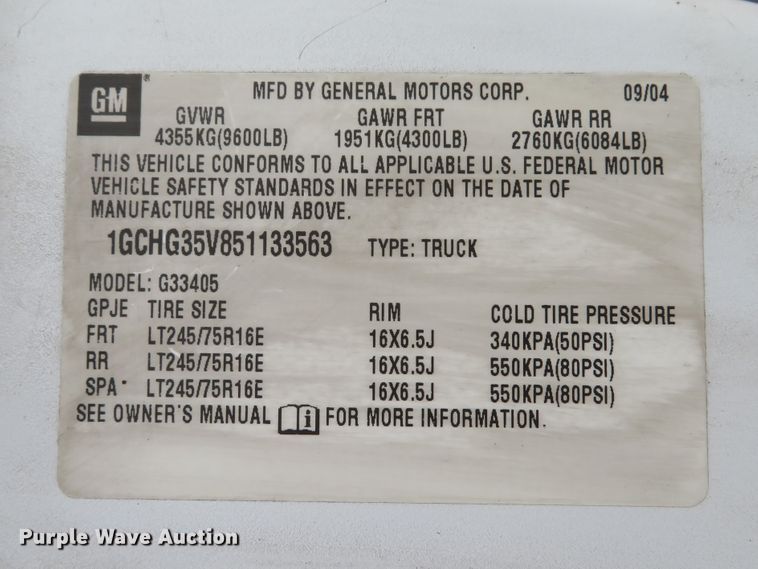 GM® MFD BY GENERAL MOTORS CORP. 09/04
GVWR GAWR FRT GAWR RR
4355KG(9600LB) 1951KG(4300LB) 2760KG(6084LB)
THIS VEHICLE CONFORMS TO ALL APPLICABLE U.S. FEDERAL MOTOR
VEHICLE SAFETY STANDARDS IN EFFECT ON THE DATE OF
MANUFACTURE SHOWN ABOVE.
1GCHG35V851133563 TYPE: TRUCK
MODEL: G33405
GPJE TIRE SIZE RIM COLD TIRE PRESSURE
FRT LT245/75R16E 16X6.5J 340KPA(50PSI)
RR LT245/75R16E 16X6.5J 550KPA(80PSI)
SPA LT245/75R16E 16X6.5J 550KPA(80PSI)
SEE OWNER'S MANUAL i FOR MORE INFORMATION.
Purple Wave Auction